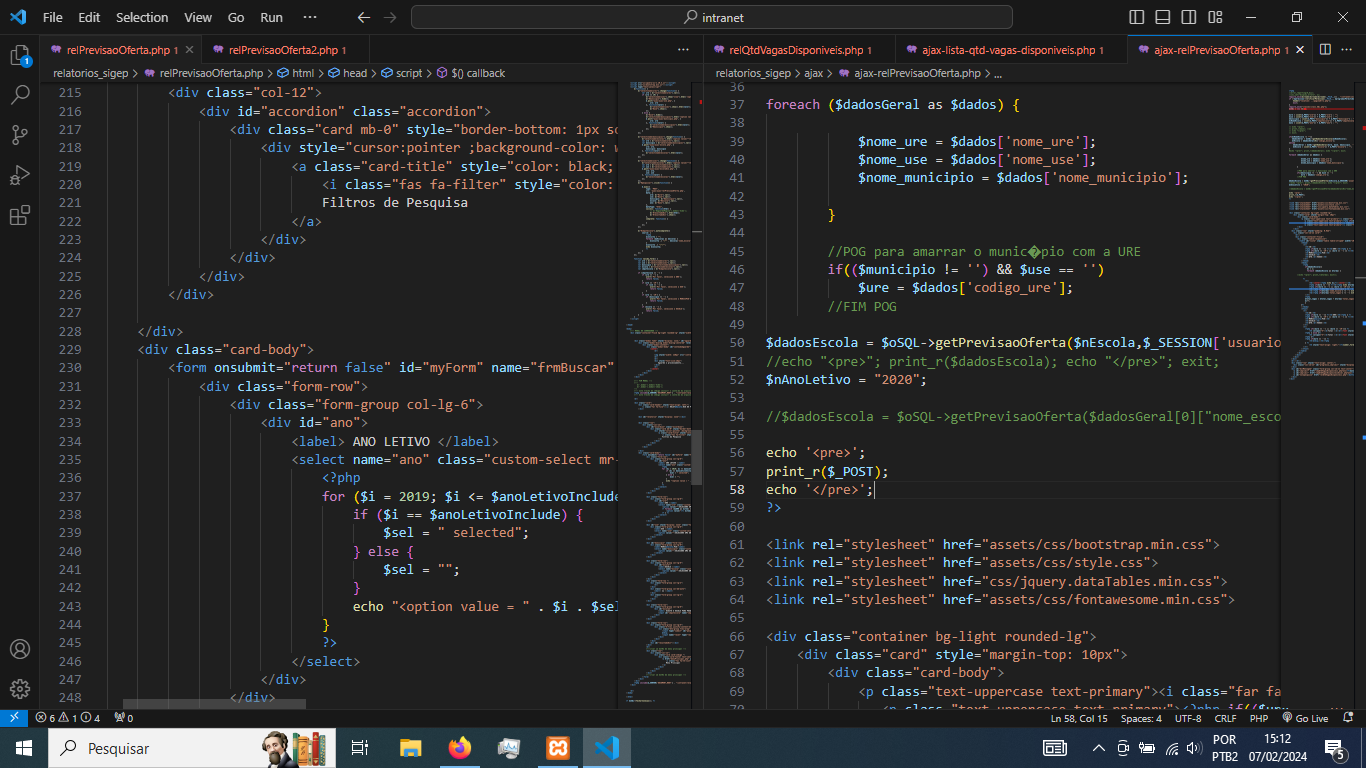 File Edit Selection View Go Run ··· intranet
relPrevisaoOferta.php 1 relPrevisaoOferta2.php 1 ···
relatorios_sigep > relPrevisaoOferta.php > html > head > script > $() callback
215 <div class="col-12">
216 <div id="accordion" class="accordion">
217 <div class="card mb-0" style="border-bottom: 1px so
218 <div style="cursor:pointer ;background-color: w
219 <a class="card-title" style="color: black;
220 <i class="fas fa-filter" style="color:
221 Filtros de Pesquisa
222 </a>
223 </div>
224 </div>
225 </div>
226 </div>
227
228 </div>
229 <div class="card-body">
230 <form onsubmit="return false" id="myForm" name="frmBuscar"
231 <div class="form-row">
232 <div class="form-group col-lg-6">
233 <div id="ano">
234 <label> ANO LETIVO </label>
235 <select name="ano" class="custom-select mr-
236 <?php
237 for ($i = 2019; $i <= $anoLetivoInclude
238 if ($i == $anoLetivoInclude) {
239 $sel = " selected";
240 } else {
241 $sel = "";
242 }
243 echo "<option value = " . $i . $sel
244 }
245 ?>
246 </select>
247 </div>
248 </div>
relQtdVagasDisponiveis.php 1 ajax-lista-qtd-vagas-disponiveis.php 1 ajax-relPrevisaoOferta.php 1 ···
relatorios_sigep > ajax > ajax-relPrevisaoOferta.php > ...
36
37 foreach ($dadosGeral as $dados) {
38
39 $nome_ure = $dados['nome_ure'];
40 $nome_use = $dados['nome_use'];
41 $nome_municipio = $dados['nome_municipio'];
42
43 }
44
45 //POG para amarrar o munic�pio com a URE
46 if(($municipio != '') && $use == '')
47 $ure = $dados['codigo_ure'];
48 //FIM POG
49
50 $dadosEscola = $oSQL->getPrevisaoOferta($nEscola,$_SESSION['usuario
51 //echo "<pre>"; print_r($dadosEscola); echo "</pre>"; exit;
52 $nAnoLetivo = "2020";
53
54 //$dadosEscola = $oSQL->getPrevisaoOferta($dadosGeral[0]["nome_esco
55
56 echo '<pre>';
57 print_r($_POST);
58 echo '</pre>';
59 ?>
60
61 <link rel="stylesheet" href="assets/css/bootstrap.min.css">
62 <link rel="stylesheet" href="assets/css/style.css">
63 <link rel="stylesheet" href="css/jquery.dataTables.min.css">
64 <link rel="stylesheet" href="assets/css/fontawesome.min.css">
65
66 <div class="container bg-light rounded-lg">
67 <div class="card" style="margin-top: 10px">
68 <div class="card-body">
69 <p class="text-uppercase text-primary"><i class="far fa
6 1 4 0 Ln 58, Col 15 Spaces: 4 UTF-8 CRLF PHP Go Live
Pesquisar POR 15:12
PTB2 07/02/2024 5